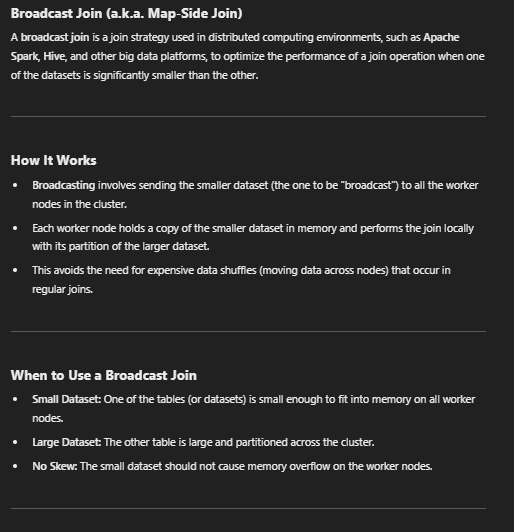 Broadcast Join (a.k.a. Map-Side Join)
A broadcast join is a join strategy used in distributed computing environments, such as Apache
Spark, Hive, and other big data platforms, to optimize the performance of a join operation when one
of the datasets is significantly smaller than the other.
How It Works
• Broadcasting involves sending the smaller dataset (the one to be "broadcast") to all the worker
nodes in the cluster.
• Each worker node holds a copy of the smaller dataset in memory and performs the join locally
with its partition of the larger dataset.
• This avoids the need for expensive data shuffles (moving data across nodes) that occur in
regular joins.
When to Use a Broadcast Join
• Small Dataset: One of the tables (or datasets) is small enough to fit into memory on all worker
nodes.
• Large Dataset: The other table is large and partitioned across the cluster.
• No Skew: The small dataset should not cause memory overflow on the worker nodes.